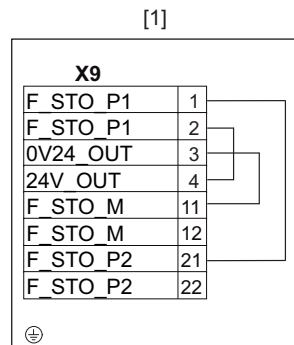 [1]
X9
F_STO_P1 1
F_STO_P1 2
0V24_OUT 3
24V_OUT 4
F_STO_M 11
F_STO_M 12
F_STO_P2 21
F_STO_P2 22